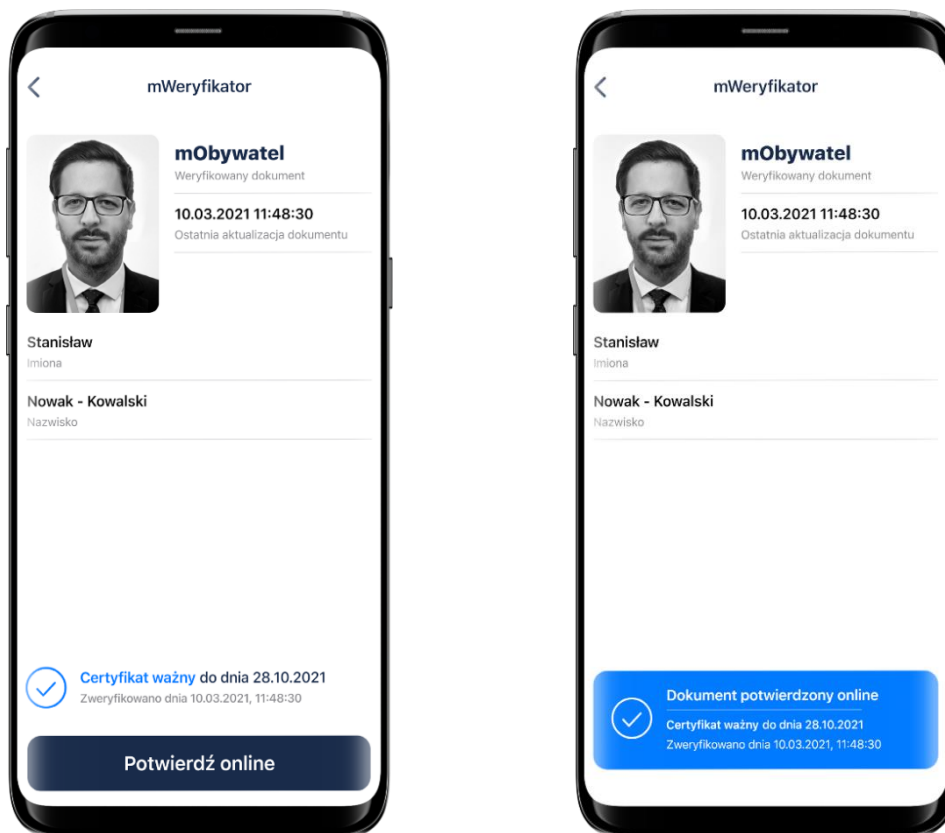 mWeryfikator
mObywatel
Weryfikowany dokument
10.03.2021 11:48:30
Ostatnia aktualizacja dokumentu
Stanisław
Imiona
Nowak - Kowalski
Nazwisko
Certyfikat ważny do dnia 28.10.2021
Zweryfikowano dnia 10.03.2021, 11:48:30
Potwierdź online
mWeryfikator
mObywatel
Weryfikowany dokument
10.03.2021 11:48:30
Ostatnia aktualizacja dokumentu
Stanisław
Imiona
Nowak - Kowalski
Nazwisko
Dokument potwierdzony online
Certyfikat ważny do dnia 28.10.2021
Zweryfikowano dnia 10.03.2021, 11:48:30